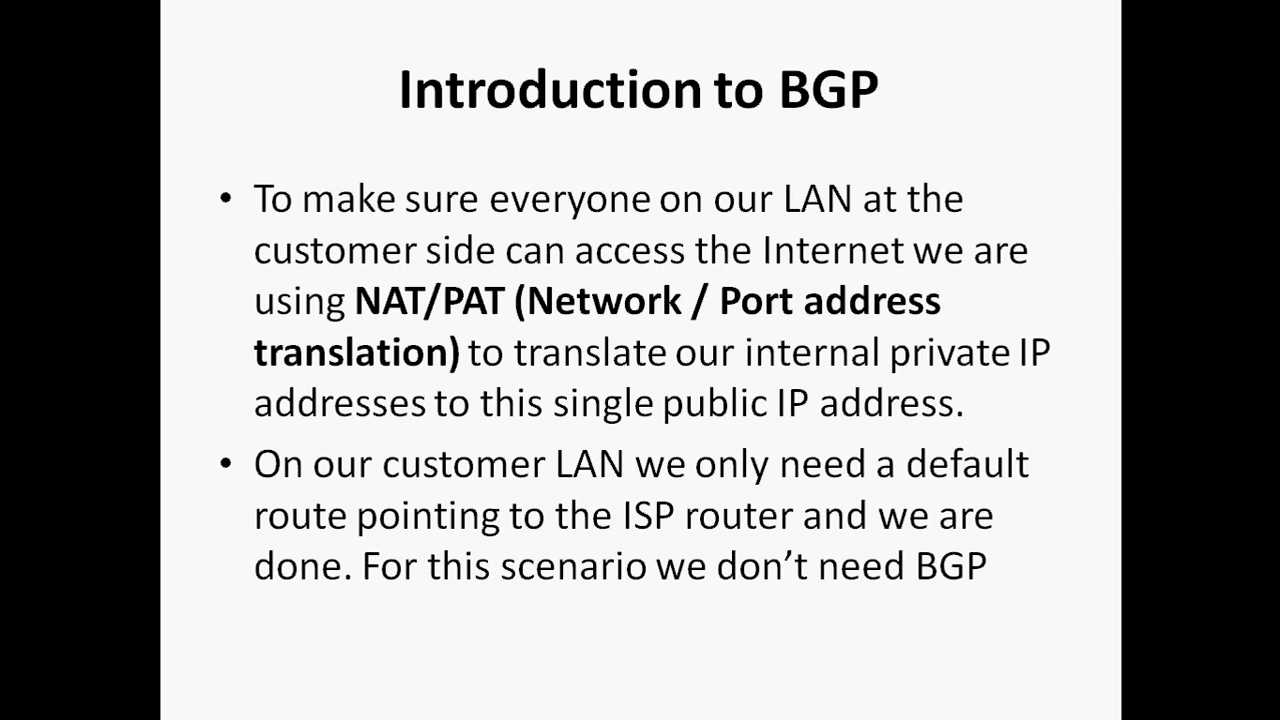 Introduction to BGP
• To make sure everyone on our LAN at the
customer side can access the Internet we are
using NAT/PAT (Network / Port address
translation) to translate our internal private IP
addresses to this single public IP address.
• On our customer LAN we only need a default
route pointing to the ISP router and we are
done. For this scenario we don’t need BGP